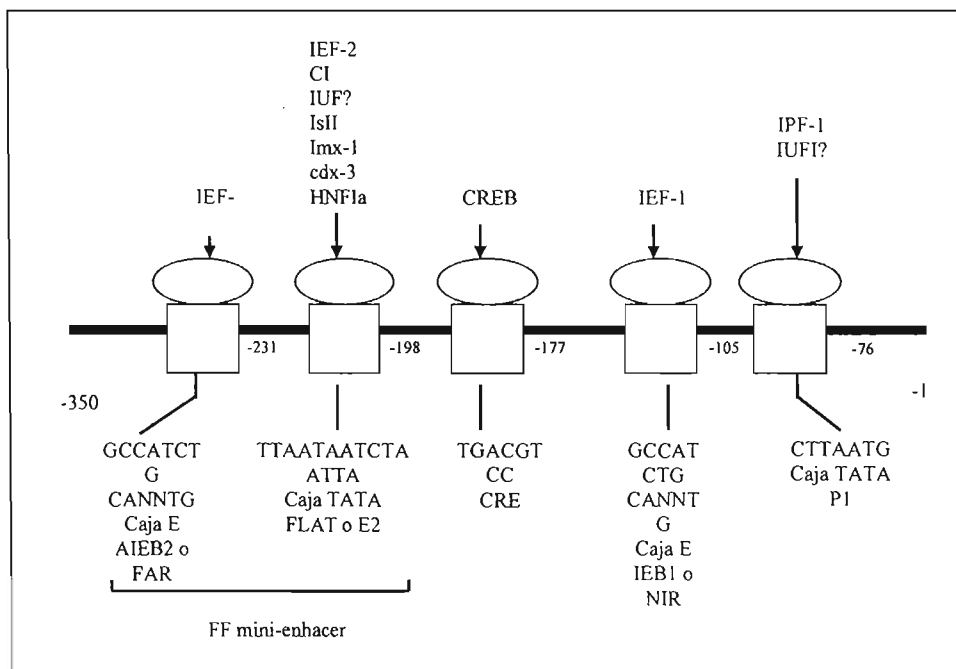 IEF-2
CI
IUF?
IsII
Imx-1
cdx-3
HNFIa
IEF-
CREB
IEF-1
IPF-1
IUFI?
-350
-231
-198
-177
-105
-76
-1
GCCATCT
G
CANNTG
Caja E
AIEB2 o
FAR
TTAATAATCTA
ATTA
Caja TATA
FLAT o E2
TGACGT
CC
CRE
GCCAT
CTG
CANNT
G
Caja E
IEB1 o
NIR
CTTAATG
Caja TATA
P1
FF mini-enhacer